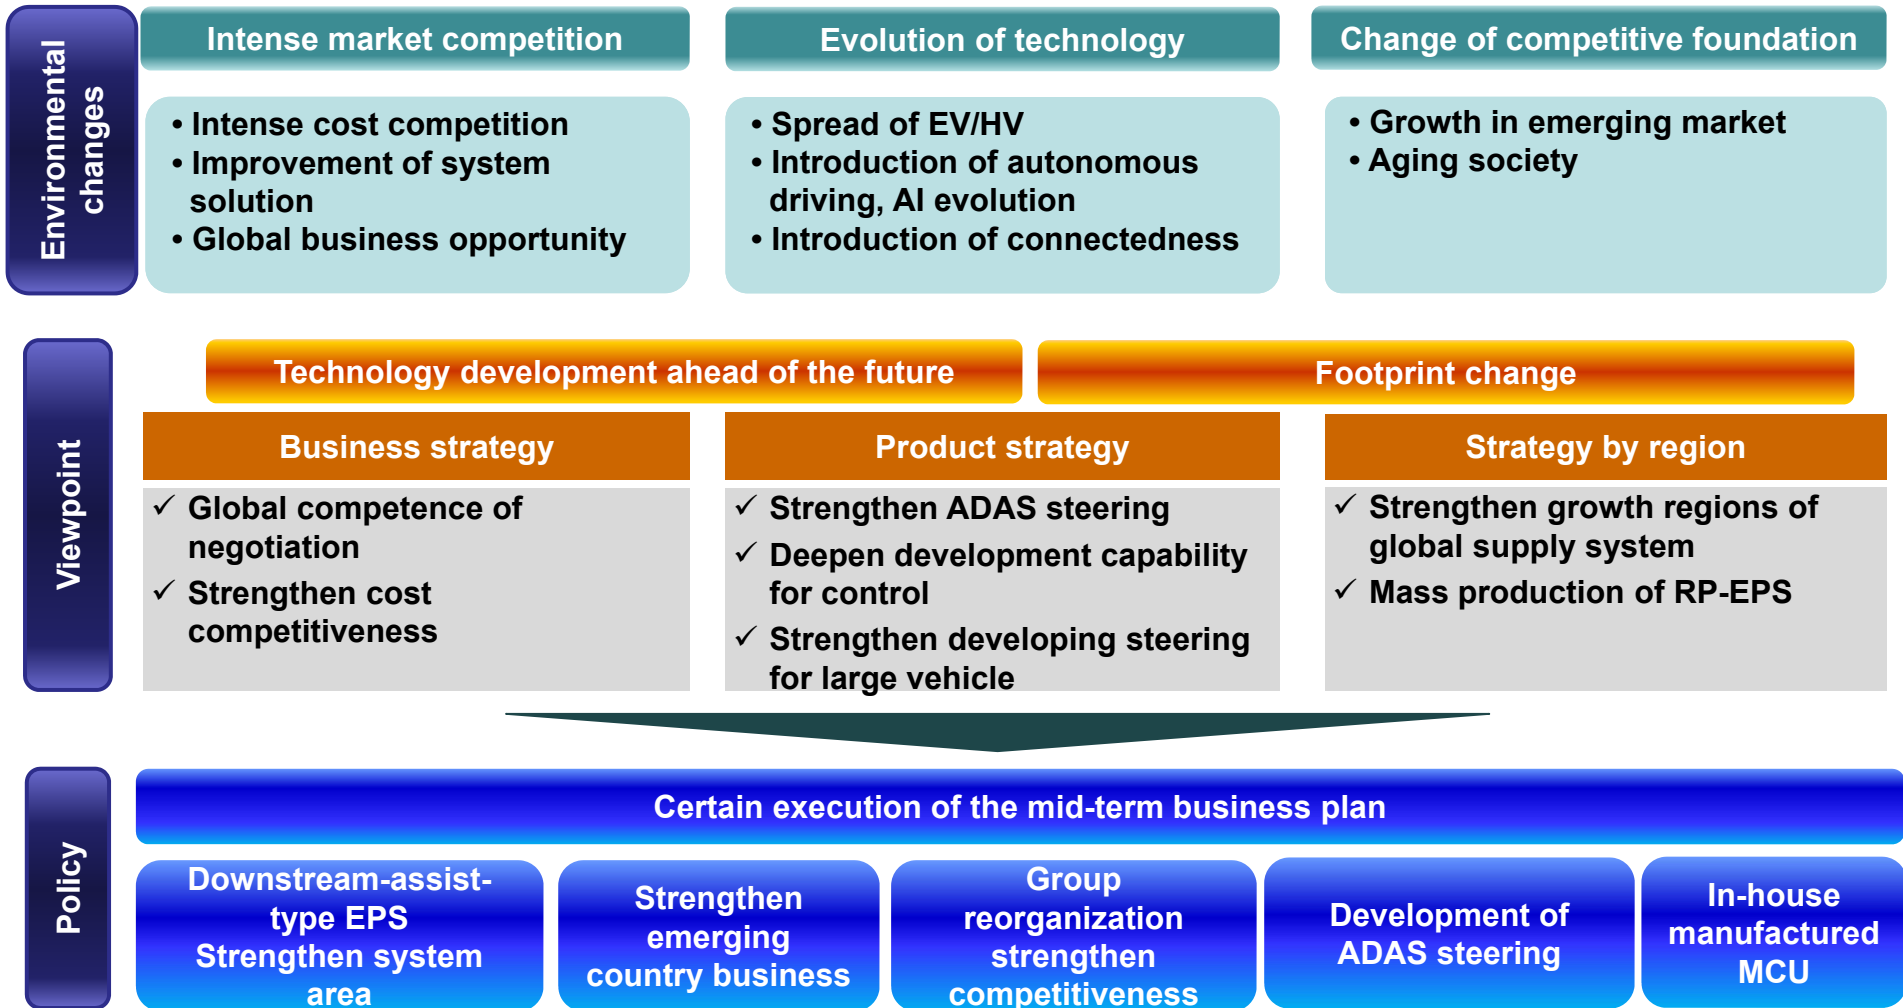 Environmental
changes
Intense market competition
• Intense cost competition
• Improvement of system
solution
• Global business opportunity
Evolution of technology
• Spread of EV/HV
• Introduction of autonomous
driving, AI evolution
• Introduction of connectedness
Change of competitive foundation
• Growth in emerging market
• Aging society
Viewpoint
Technology development ahead of the future
Footprint change
Business strategy
✓ Global competence of
negotiation
✓ Strengthen cost
competitiveness
Product strategy
✓ Strengthen ADAS steering
✓ Deepen development capability
for control
✓ Strengthen developing steering
for large vehicle
Strategy by region
✓ Strengthen growth regions of
global supply system
✓ Mass production of RP-EPS
Policy
Certain execution of the mid-term business plan
Downstream-assist-
type EPS
Strengthen system
area
Strengthen
emerging
country business
Group
reorganization
strengthen
competitiveness
Development of
ADAS steering
In-house
manufactured
MCU